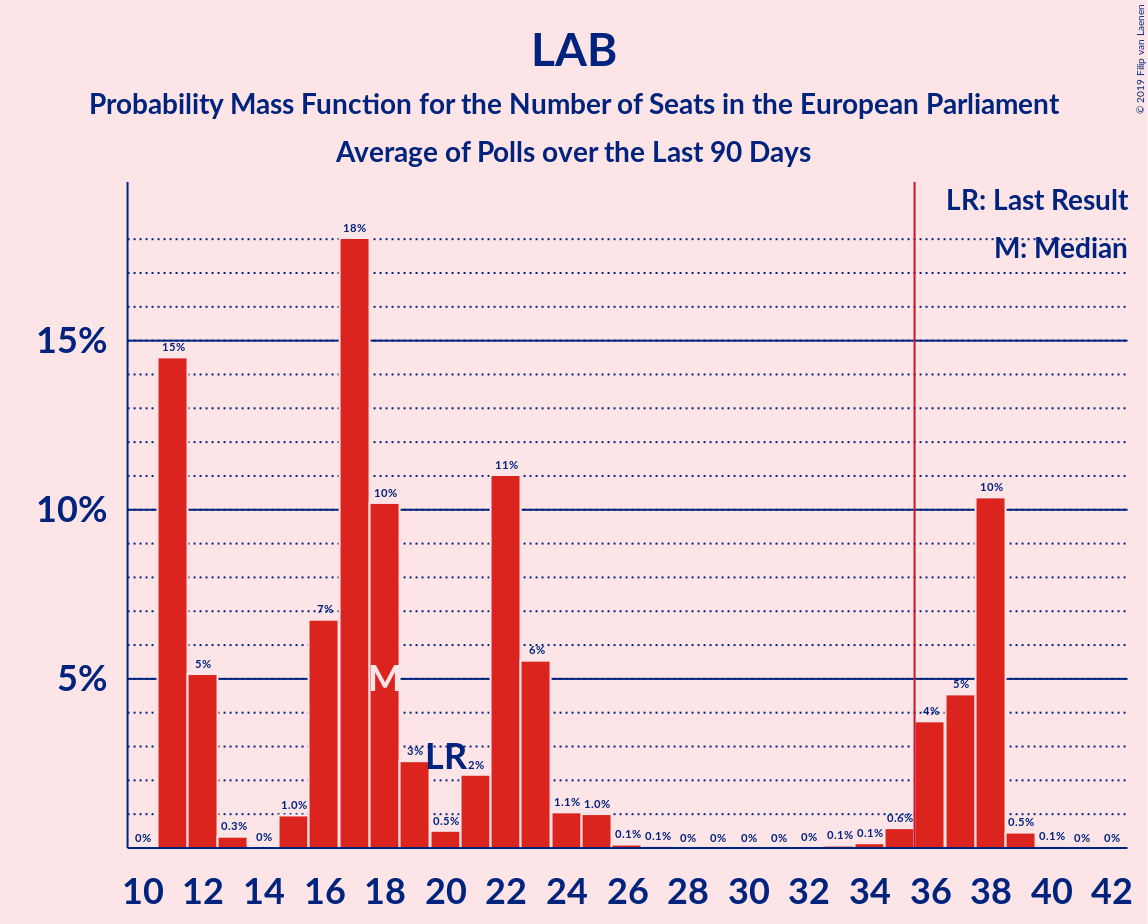 LAB
Probability Mass Function for the Number of Seats in the European Parliament
Average of Polls over the Last 90 Days
© 2019 Filip van Laenen
LR: Last Result
M: Median
15%
10%
5%
0% 15% 5% 0.3% 0% 1.0% 7% 18% 10% 3% 0.5% 2% 11% 6% 1.1% 1.0% 0.1% 0.1% 0% 0% 0% 0% 0% 0.1% 0.1% 0.6% 4% 5% 10% 0.5% 0.1% 0% 0%
M
LR
10 12 14 16 18 20 22 24 26 28 30 32 34 36 38 40 42